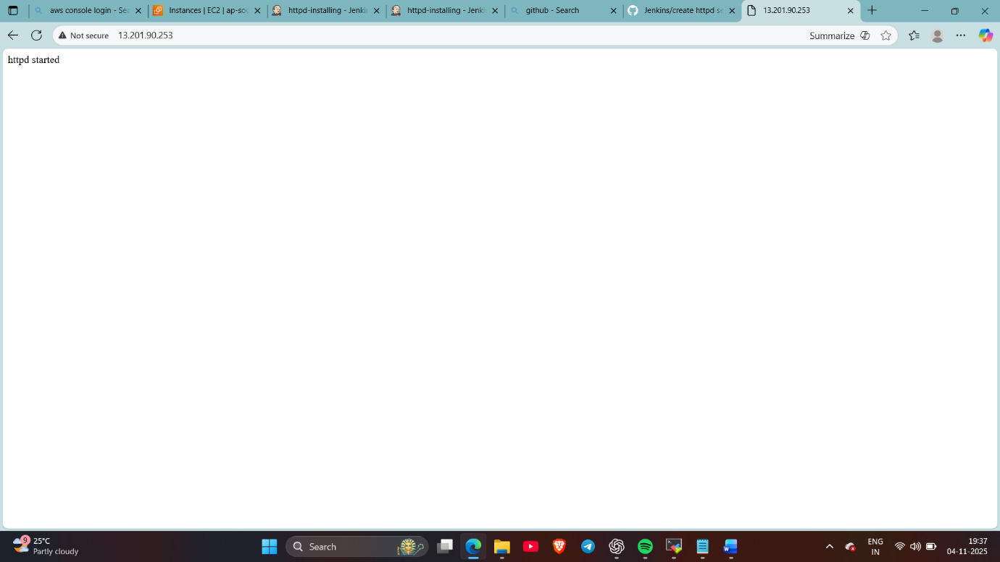 aws console login - Sea
Instances | EC2 | ap-sou
httpd-installing - Jenki
httpd-installing - Jenki
github - Search
Jenkins/create httpd se
13.201.90.253
Not secure
13.201.90.253
Summarize
httpd started
9
25°C
Partly cloudy
Search
ENG
IN
19:37
04-11-2025